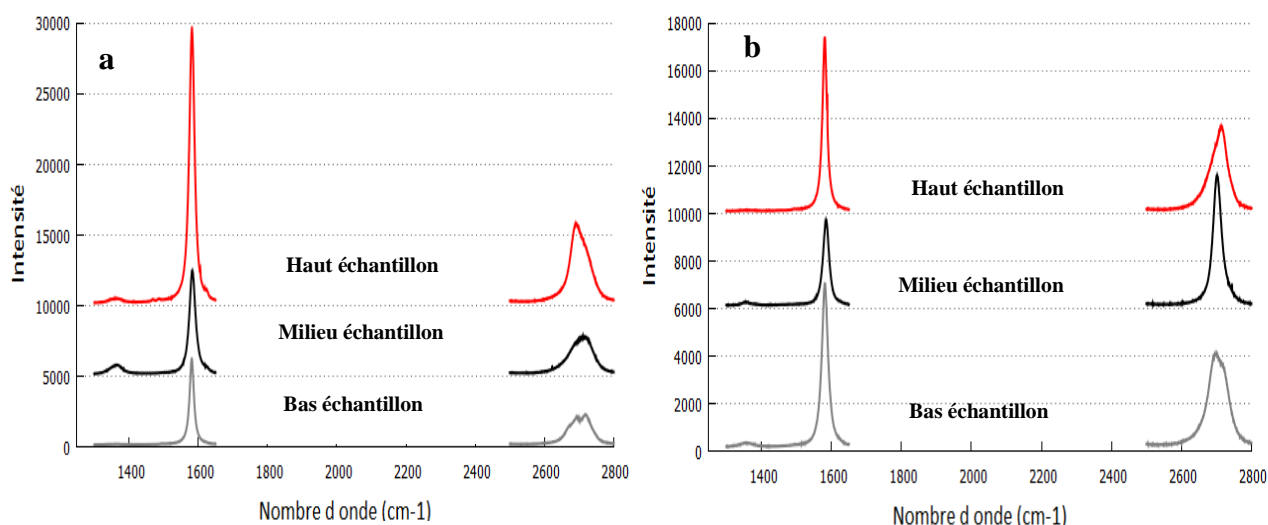 a
30000
25000
20000
15000
10000
5000
0
Intensité
Haut échantillon
Milieu échantillon
Bas échantillon
1400 1600 1800 2000 2200 2400 2600 2800
Nombre d onde (cm-1)
b
18000
16000
14000
12000
10000
8000
6000
4000
2000
0
Intensité
Haut échantillon
Milieu échantillon
Bas échantillon
1400 1600 1800 2000 2200 2400 2600 2800
Nombre d onde (cm-1)